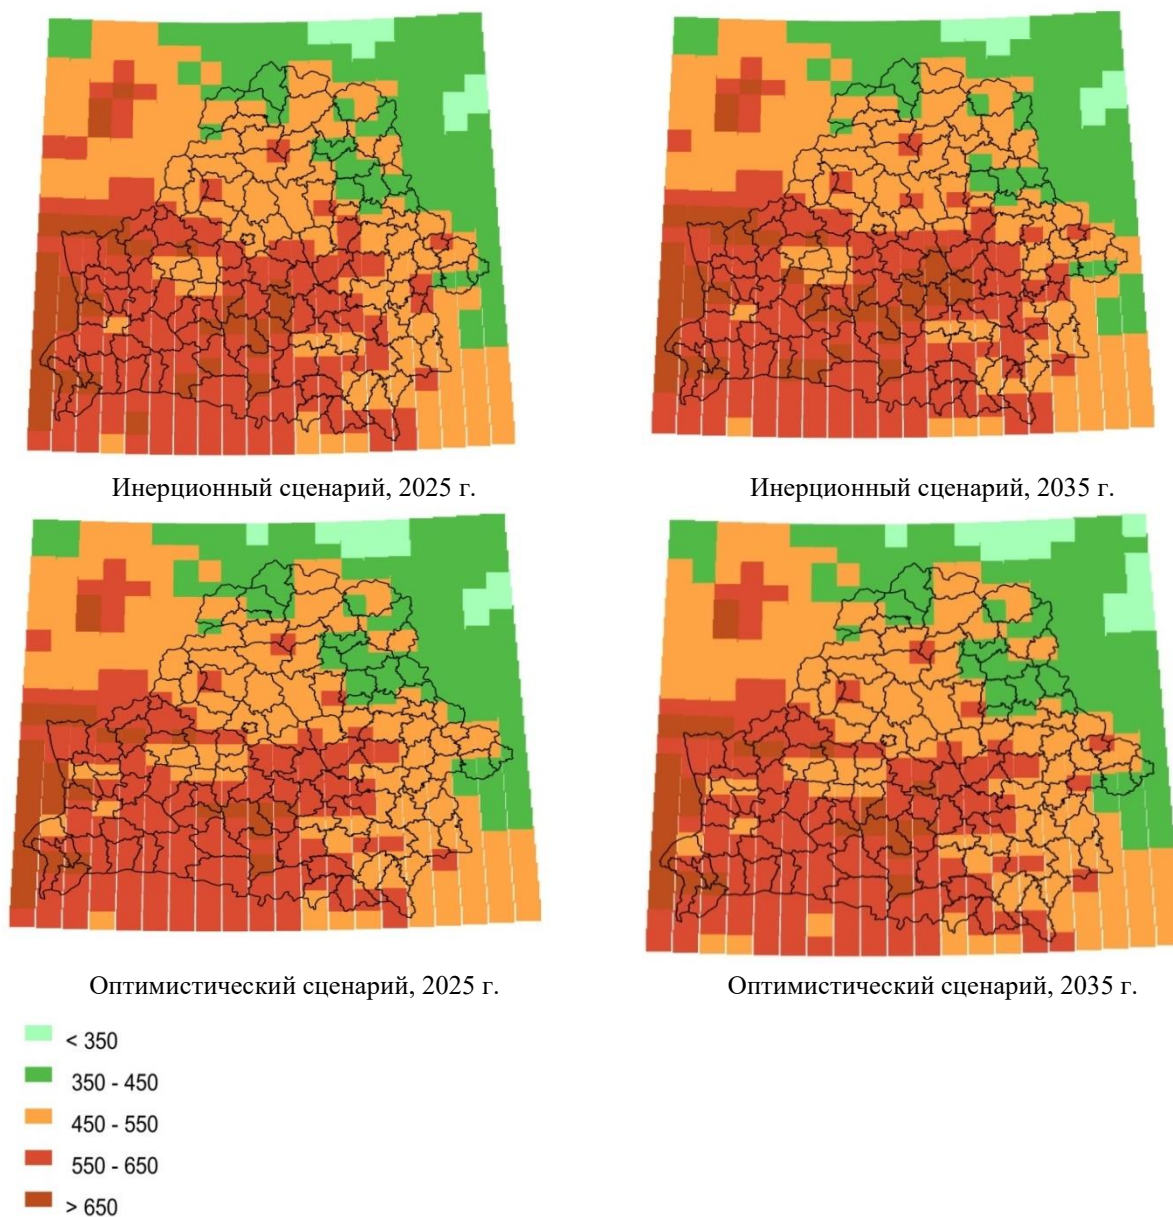 Инерционный сценарий, 2025 г.
Инерционный сценарий, 2035 г.
Оптимистический сценарий, 2025 г.
Оптимистический сценарий, 2035 г.
< 350
350 - 450
450 - 550
550 - 650
> 650